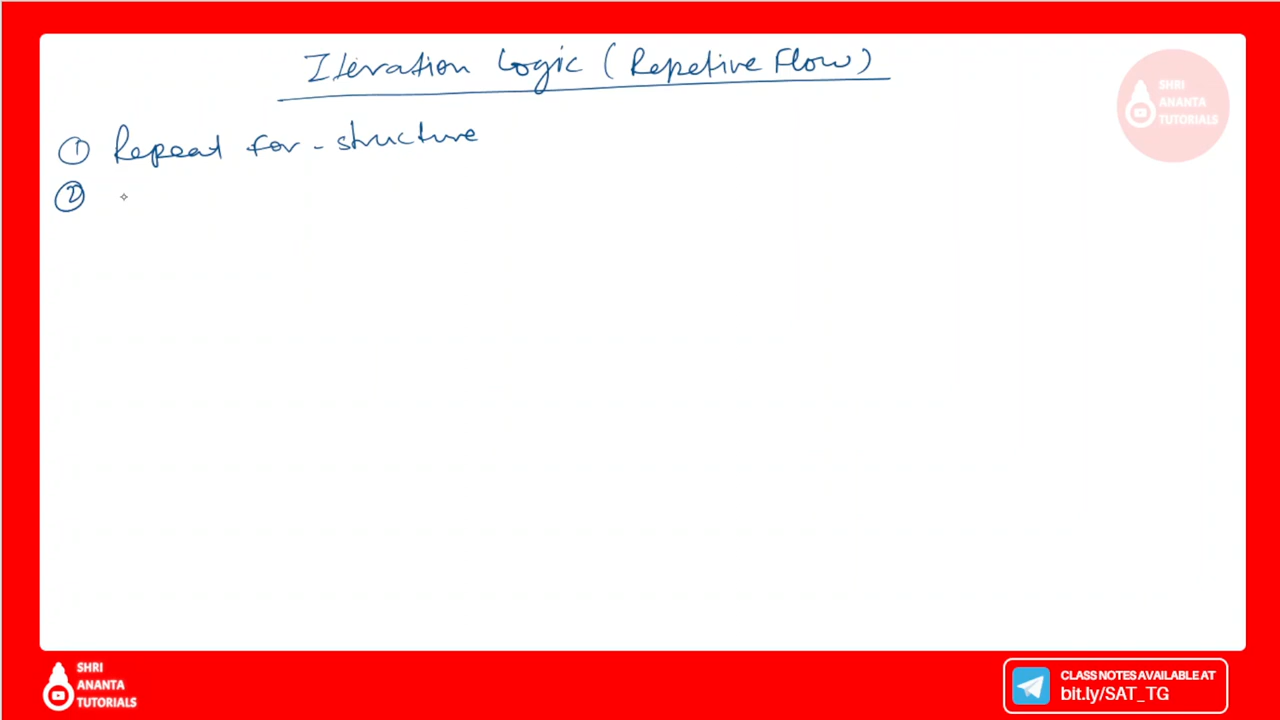 Iteration Logic (Repetive Flow)
SHRI
ANANTA
TUTORIALS
① Repeat for - structure
②
SHRI
ANANTA
TUTORIALS
CLASS NOTES AVAILABLE AT
bit.ly/SAT_TG